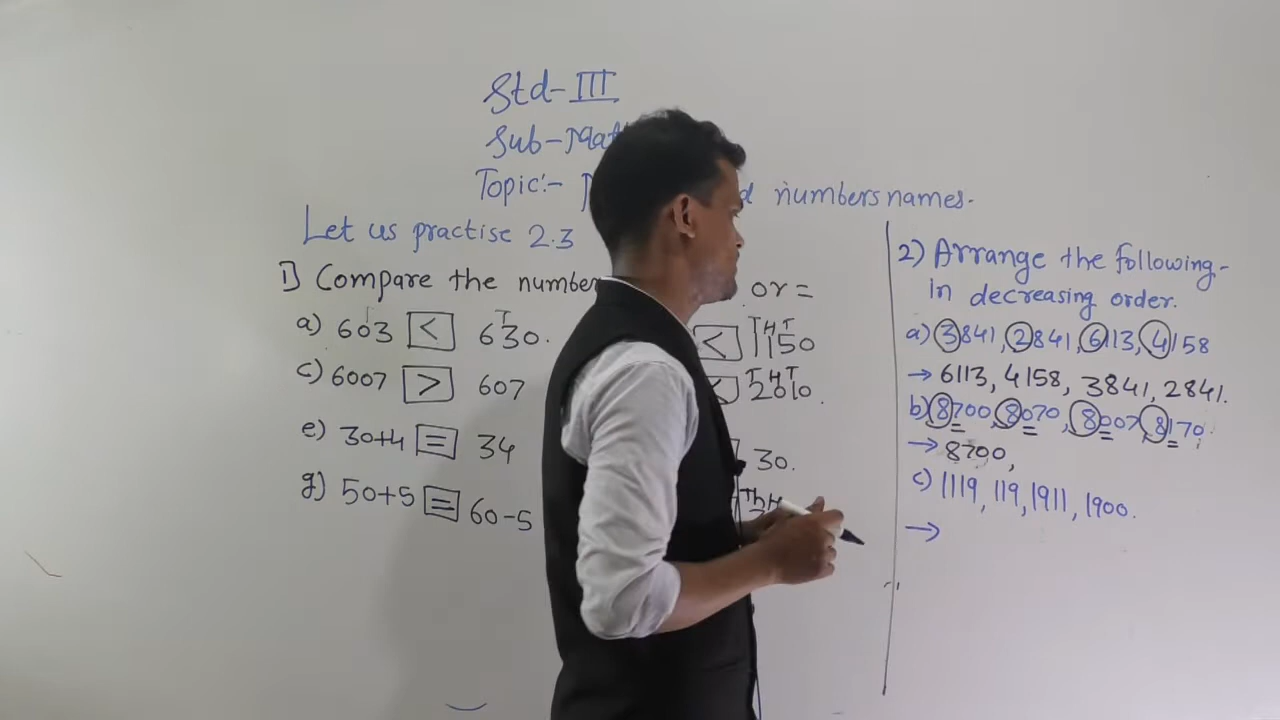 Std-III
Sub-Mat
Topic:- numbers names.
Let us practise 2.3
1) Compare the number or =
a) 603 < 630. < 1150
T T T H T
c) 6007 > 607 2010.
T H T
e) 30+4 = 34 30.
g) 50+5 = 60-5 Th H
2) Arrange the following-
in decreasing order.
a) 3841, 2841, 6113, 4158
→ 6113, 4158, 3841, 2841.
b) 8700, 8070, 8007, 8170.
→ 8700,
c) 1119, 119, 1911, 1900.
→